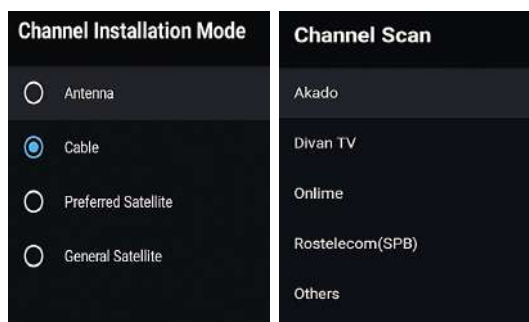 Channel Installation Mode
Antenna
Cable
Preferred Satellite
General Satellite
Channel Scan
Akado
Divan TV
Onlime
Rostelecom(SPB)
Others